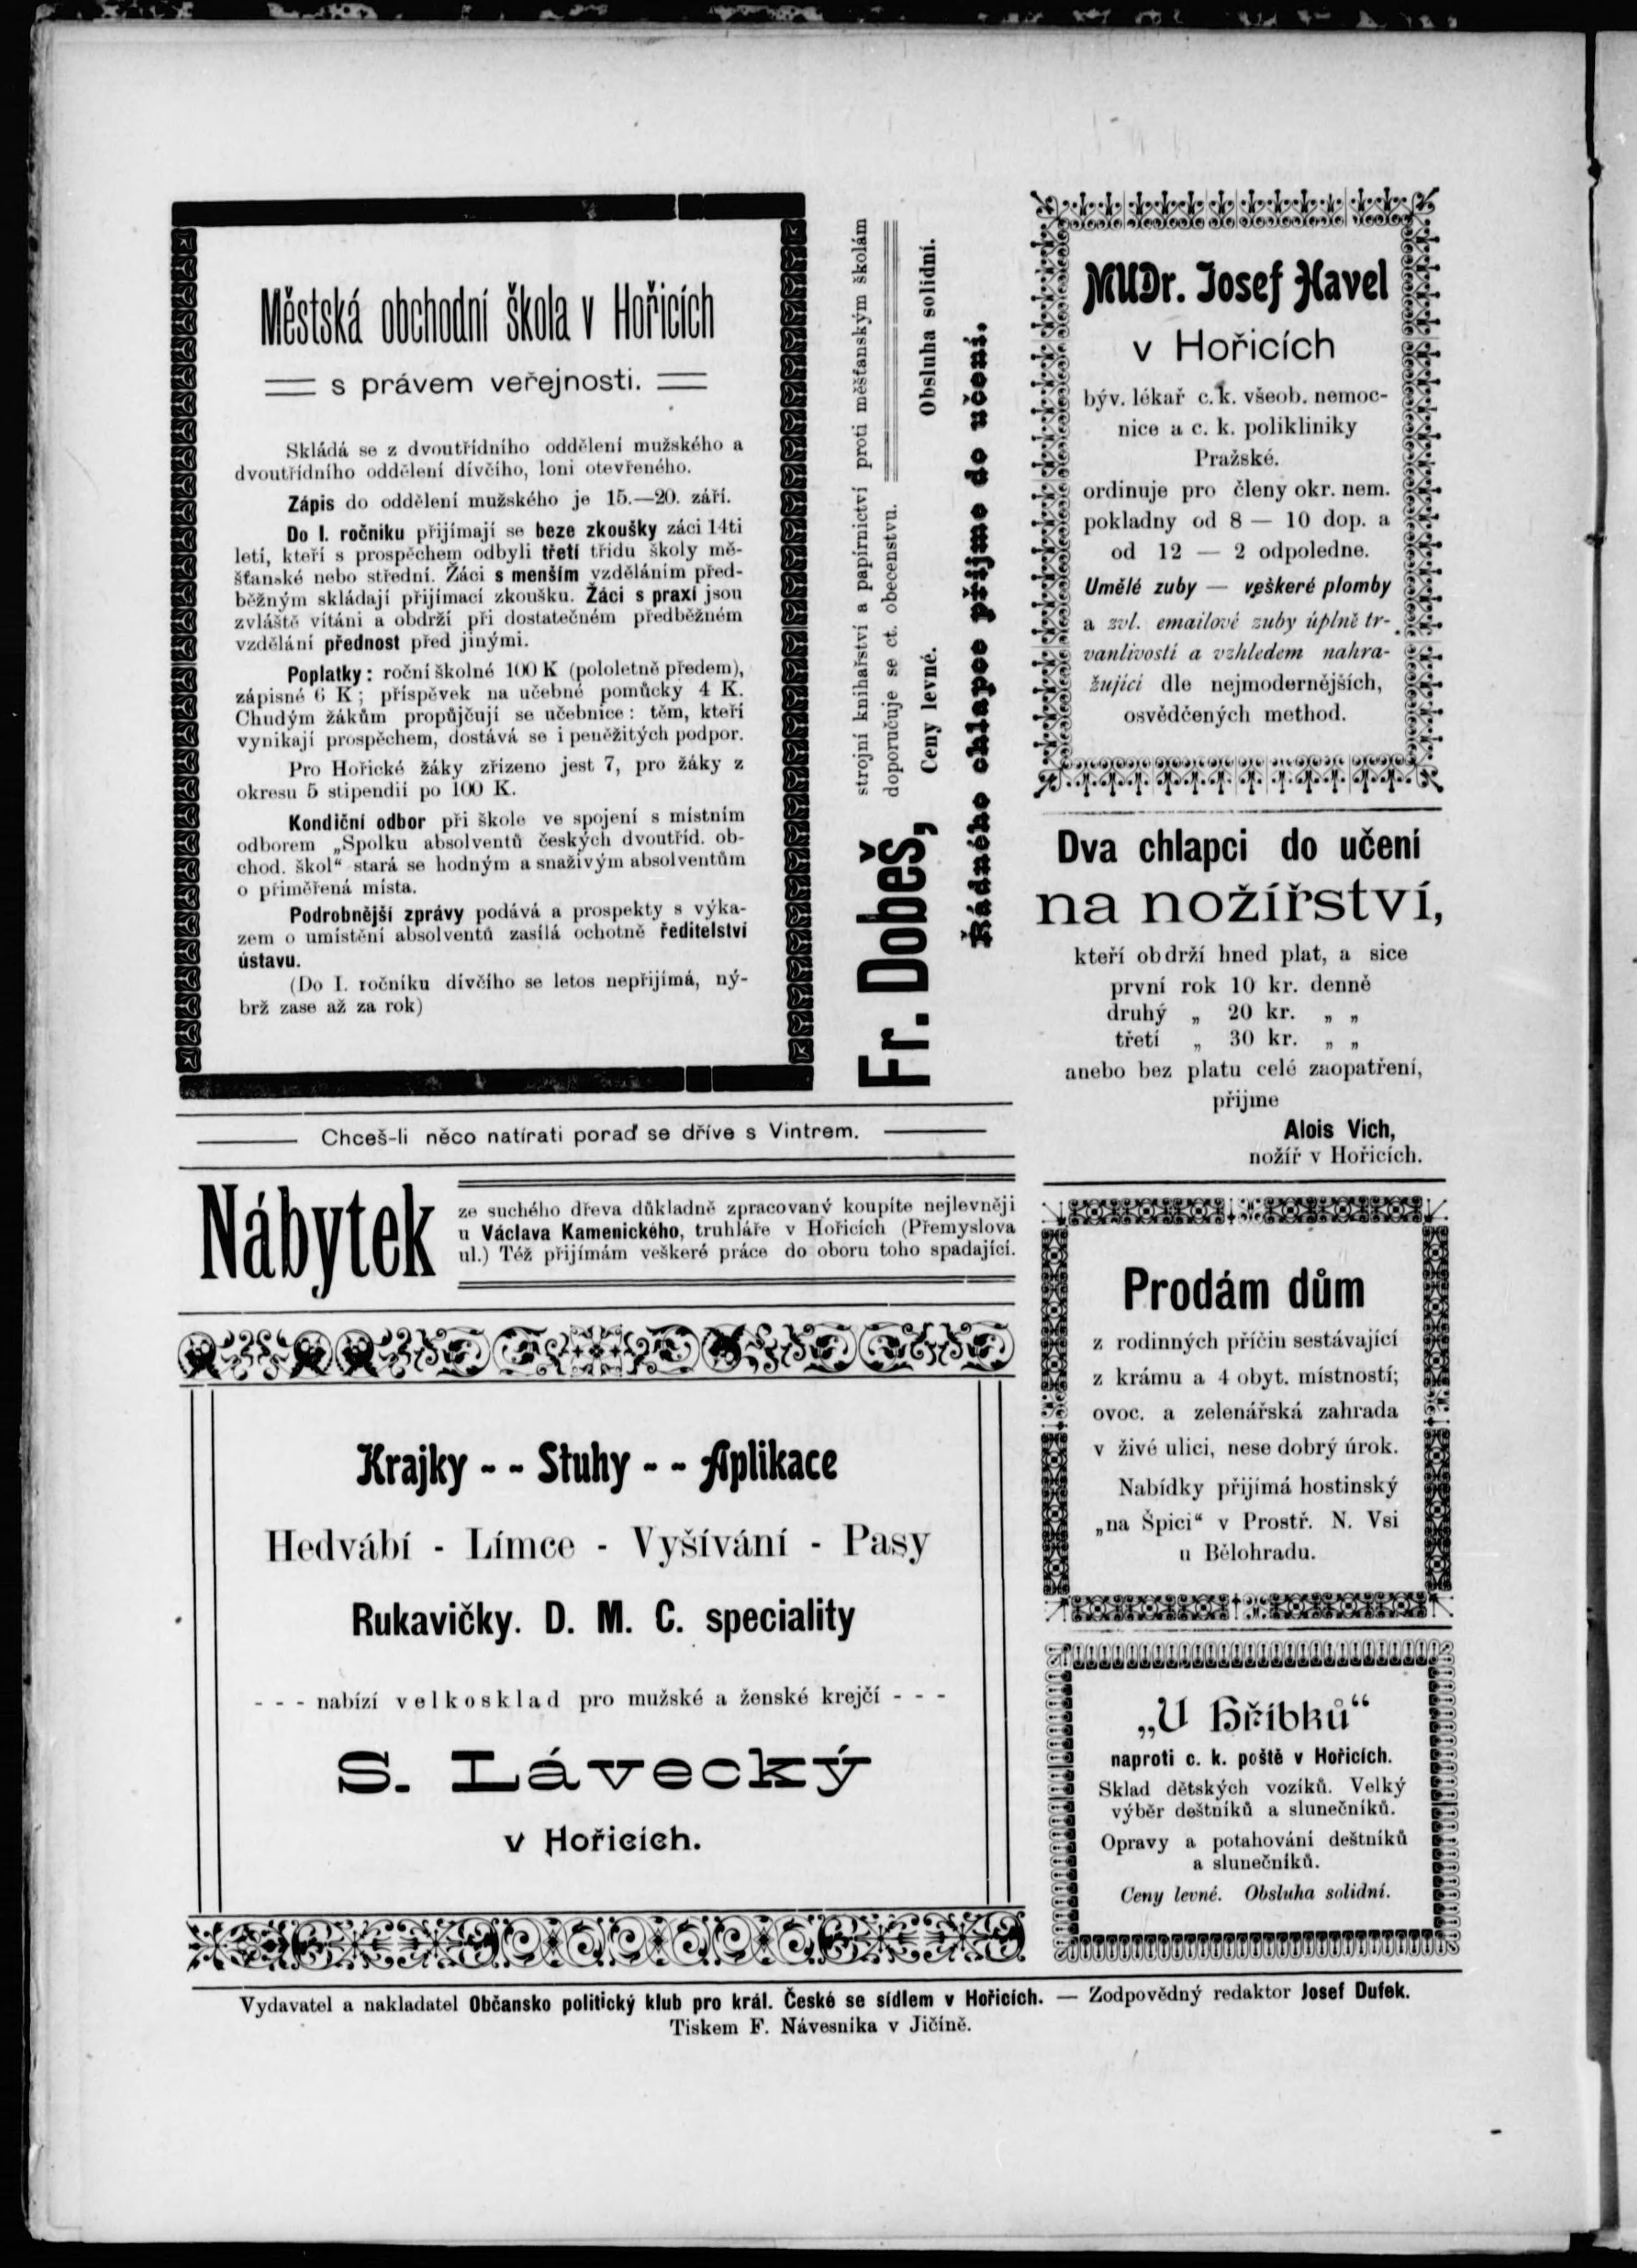 Městská obchodní škola v Hořicích
s právem veřejnosti.
Skládá se z dvoutřídního oddělení mužského a
dvoutřídního oddělení dívčího, loni otevřeného.
Zápis do oddělení mužského je 15.—20. září.
Do I. ročníku přijímají se beze zkoušky záci 14ti
letí, kteří s prospěchem odbyli třetí třídu školy mě-
šťanské nebo střední. Žáci s menším vzděláním před-
běžným skládají přijímací zkoušku. Žáci s praxí jsou
zvláště vítáni a obdrží při dostatečném předběžném
vzdělání přednost před jinými.
Poplatky: roční školné 100 K (pololetně předem),
zápisné 6 K; příspěvek na učebné pomůcky 4 K.
Chudým žákům propůjčují se učebnice: těm, kteří
vynikají prospěchem, dostává se i peněžitých podpor.
Pro Hořické žáky zřízeno jest 7, pro žáky z
okresu 5 stipendií po 100 K.
Kondiční odbor při škole ve spojení s místním
odborem „Spolku absolventů českých dvoutříd. ob-
chod. škol“ stará se hodným a snaživým absolventům
o přiměřená místa.
Podrobnější zprávy podává a prospekty s výka-
zem o umístění absolventů zasílá ochotně ředitelství
ústavu.
(Do I. ročníku dívčího se letos nepřijímá, ný-
brž zase až za rok)
Fr. Dobeš,
strojní knihařství a papírnictví proti měšťanským školám
doporučuje se ct. obecenstvu.
Ceny levné. Obsluha solidní.
Řádného chlapce přijme do učení.
Chceš-li něco natírati poraď se dříve s Vintrem.
Nábytek
ze suchého dřeva důkladně zpracovaný koupíte nejlevněji
u Václava Kamenického, truhláře v Hořicích (Přemyslova
ul.) Též přijímám veškeré práce do oboru toho spadající.
Krajky - - Stuhy - - Aplikace
Hedvábí - Límce - Vyšívání - Pasy
Rukavičky. D. M. C. speciality
- - - nabízí velkosklad pro mužské a ženské krejčí - - -
S. Lávecký
v Hořicích.
MUDr. Josef Havel
v Hořicích
býv. lékař c. k. všeob. nemoc-
nice a c. k. polikliniky
Pražské.
ordinuje pro členy okr. nem.
pokladny od 8 — 10 dop. a
od 12 — 2 odpoledne.
Umělé zuby — veškeré plomby
a zvl. emailové zuby úplně tr-
vanlivostí a vzhledem nahra-
žující dle nejmodernějších,
osvědčených method.
Dva chlapci do učení
na nožířství,
kteří obdrží hned plat, a sice
první rok 10 kr. denně
druhý „ 20 kr. „ „
třetí „ 30 kr. „ „
anebo bez platu celé zaopatření,
přijme
Alois Vich,
nožíř v Hořicích.
Prodám dům
z rodinných příčin sestávající
z krámu a 4 obyt. místností;
ovoc. a zelenářská zahrada
v živé ulici, nese dobrý úrok.
Nabídky přijímá hostinský
„na Špici“ v Prostř. N. Vsi
u Bělohradu.
„U Hříbků“
naproti c. k. poště v Hořicích.
Sklad dětských vozíků. Velký
výběr deštníků a slunečníků.
Opravy a potahování deštníků
a slunečníků.
Ceny levné. Obsluha solidní.
Vydavatel a nakladatel Občansko politický klub pro král. České se sídlem v Hořicích. — Zodpovědný redaktor Josef Dufek.
Tiskem F. Návesníka v Jičíně.